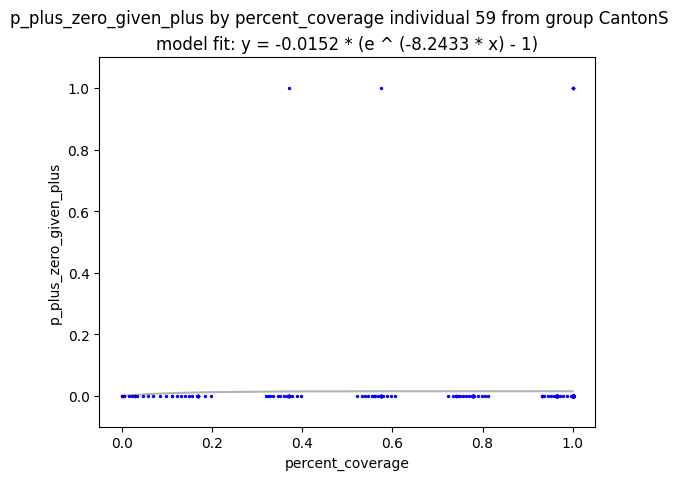 p_plus_zero_given_plus by percent_coverage individual 59 from group CantonS
model fit: y = -0.0152 * (e ^ (-8.2433 * x) - 1)
1.0
0.8
0.6
0.4
0.2
0.0
p_plus_zero_given_plus
0.0 0.2 0.4 0.6 0.8 1.0
percent_coverage